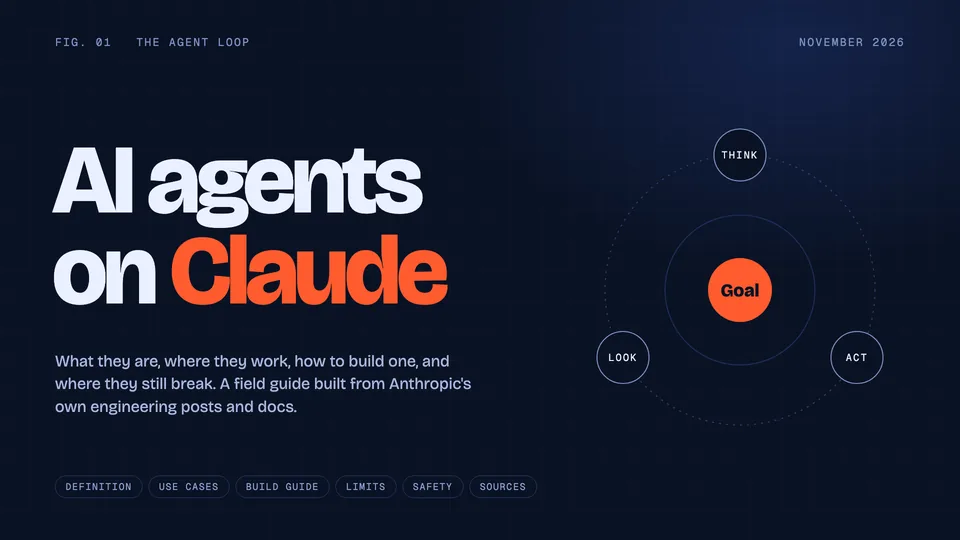 FIG. 01 THE AGENT LOOP
NOVEMBER 2026
AI agents
on Claude
What they are, where they work, how to build one, and
where they still break. A field guide built from Anthropic's
own engineering posts and docs.
THINK
Goal
LOOK
ACT
DEFINITION
USE CASES
BUILD GUIDE
LIMITS
SAFETY
SOURCES